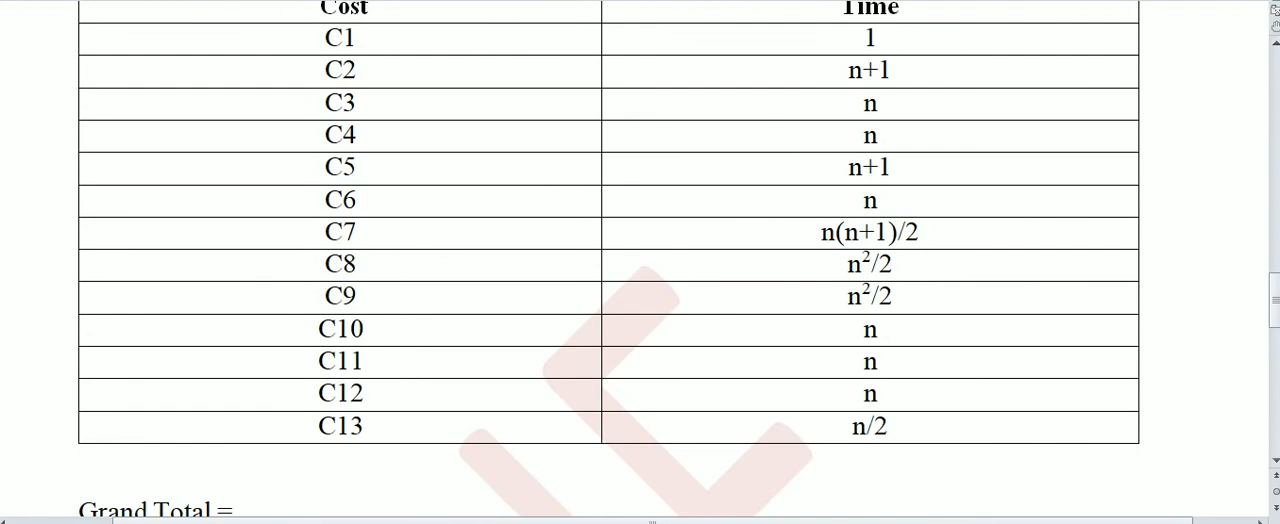 Cost Time
C1 1
C2 n+1
C3 n
C4 n
C5 n+1
C6 n
C7 n(n+1)/2
C8 n²/2
C9 n²/2
C10 n
C11 n
C12 n
C13 n/2
Grand Total =